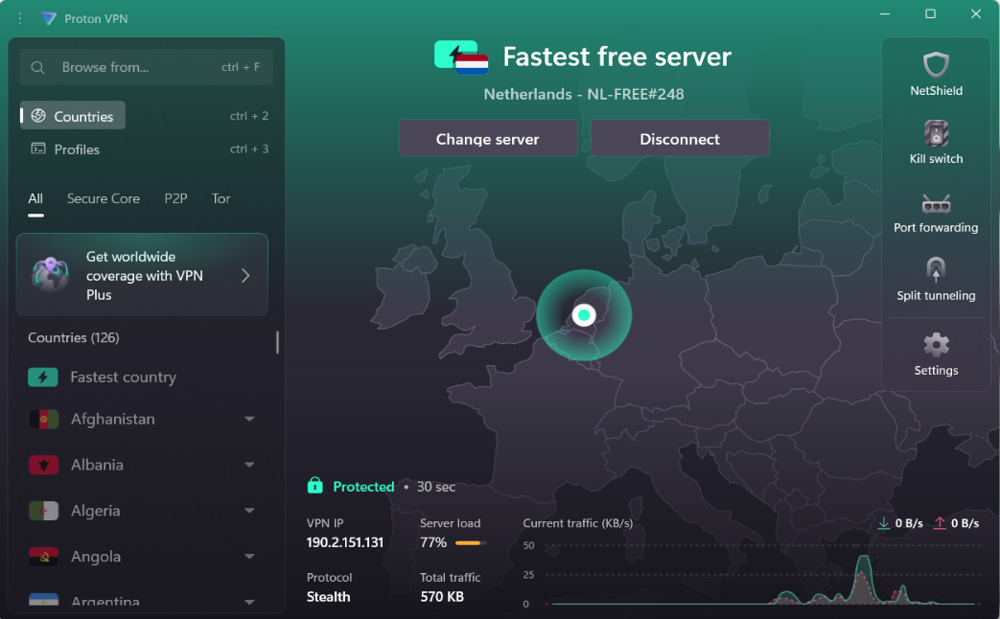 Proton VPN
Browse from...
ctrl + F
Countries
ctrl + 2
Profiles
ctrl + 3
All
Secure Core
P2P
Tor
Get worldwide
coverage with VPN
Plus
Countries (126)
Fastest country
Afghanistan
Albania
Algeria
Angola
Argentina
Fastest free server
Netherlands - NL-FREE#248
Change server
Disconnect
Protected • 30 sec
VPN IP
190.2.151.131
Server load
77%
Protocol
Stealth
Total traffic
570 KB
Current traffic (KB/s)
0 B/s
0 B/s
50
25
0
NetShield
Kill switch
Port forwarding
Split tunneling
Settings